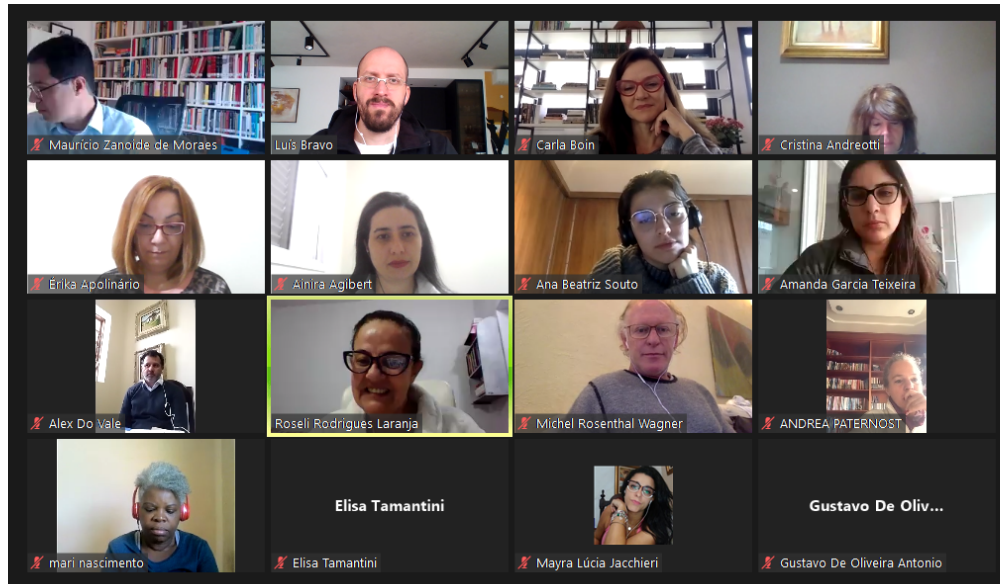 Maurício Zanoide de Moraes
Luís Bravo
Carla Boin
Cristina Andreotti
Érika Apolinário
Ainira Agibert
Ana Beatriz Souto
Amanda Garcia Teixeira
Alex Do Vale
Roseli Rodrigues Laranja
Michel Rosenthal Wagner
ANDREA PATERNOST
mari nascimento
Elisa Tamantini
Elisa Tamantini
Mayra Lúcia Jacchieri
Gustavo De Oliv...
Gustavo De Oliveira Antonio